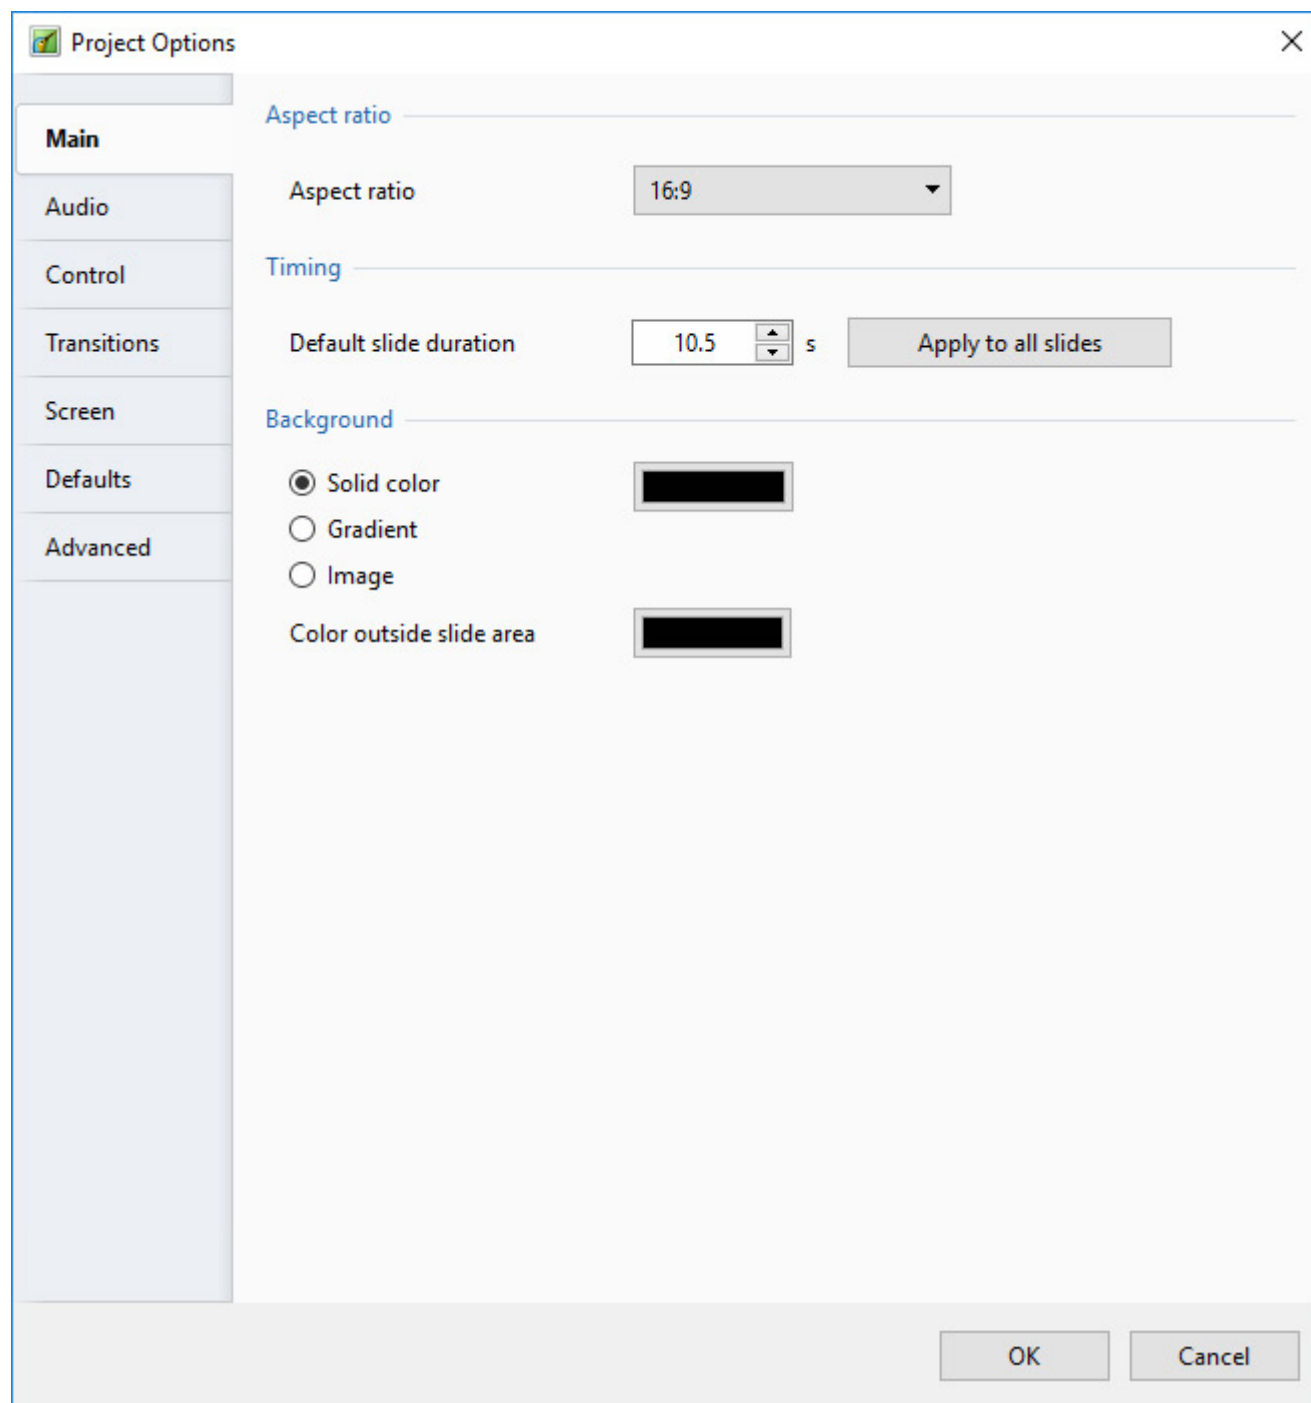 Project Options
Main
Audio
Control
Transitions
Screen
Defaults
Advanced
Aspect ratio
Aspect ratio 16:9
Timing
Default slide duration 10.5 s Apply to all slides
Background
Solid color
Gradient
Image
Color outside slide area
OK Cancel